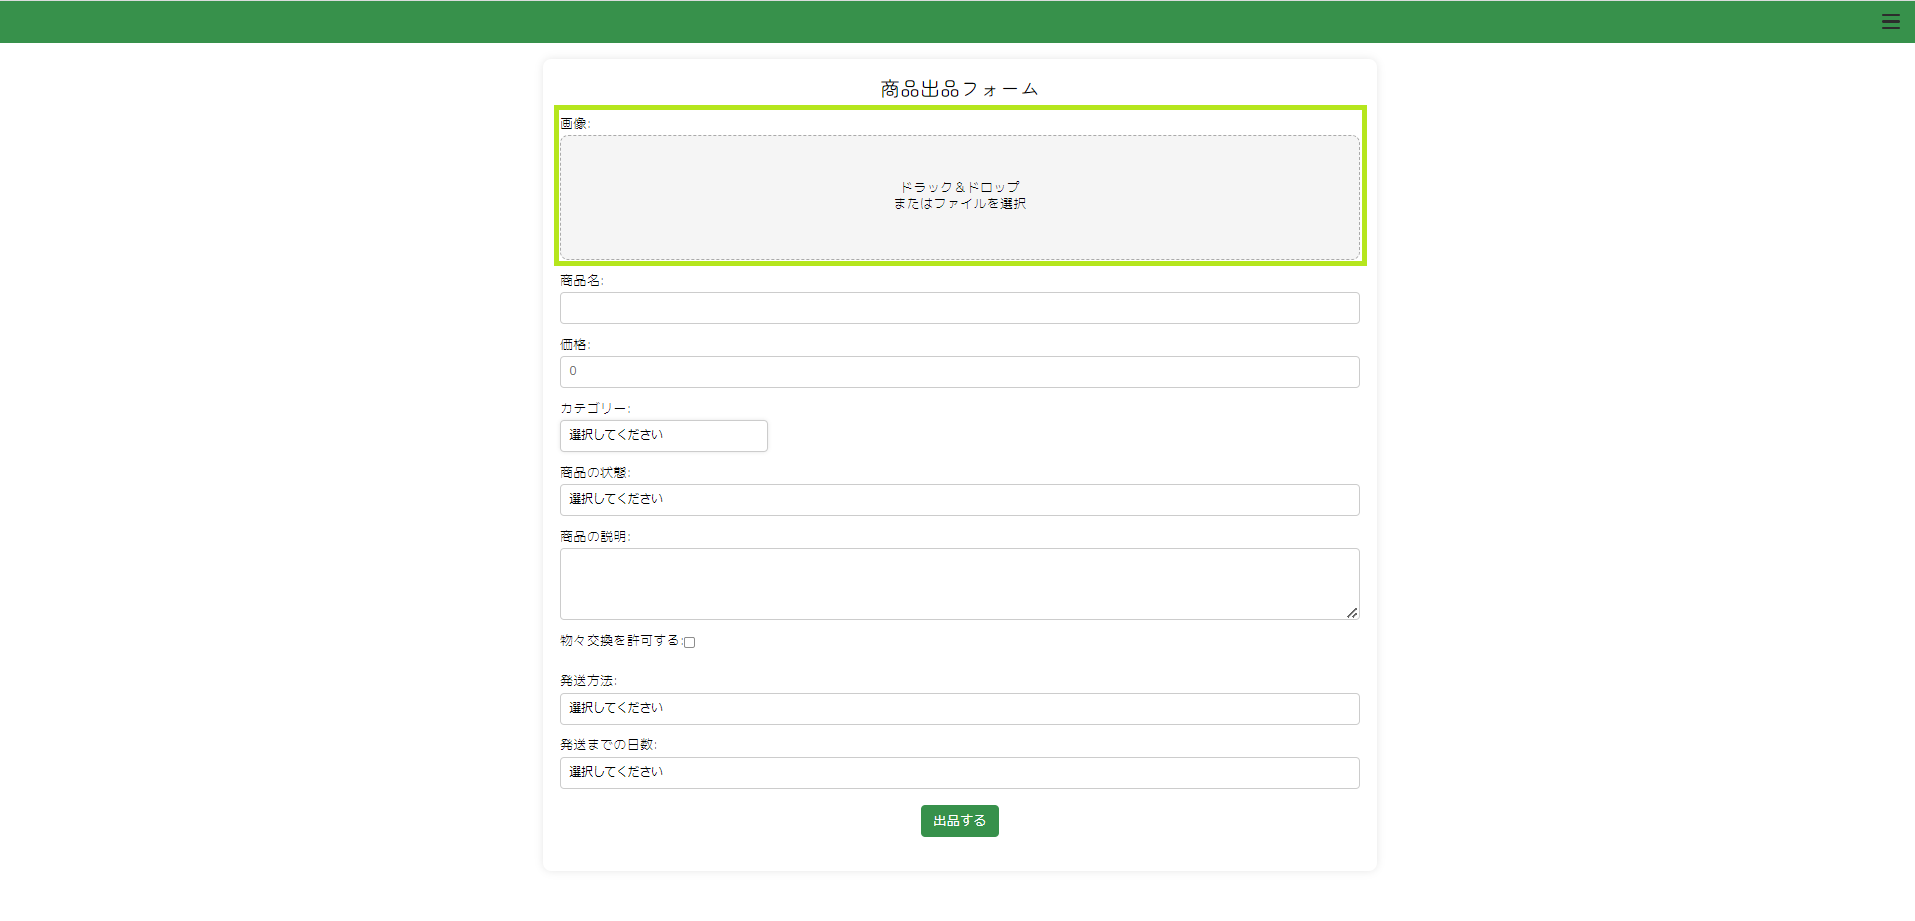 商品出品フォーム
画像:
ドラック＆ドロップ
またはファイルを選択
商品名:
価格:
0
カテゴリー:
選択してください
商品の状態:
選択してください
商品の説明:
物々交換を許可する:
発送方法:
選択してください
発送までの日数:
選択してください
出品する